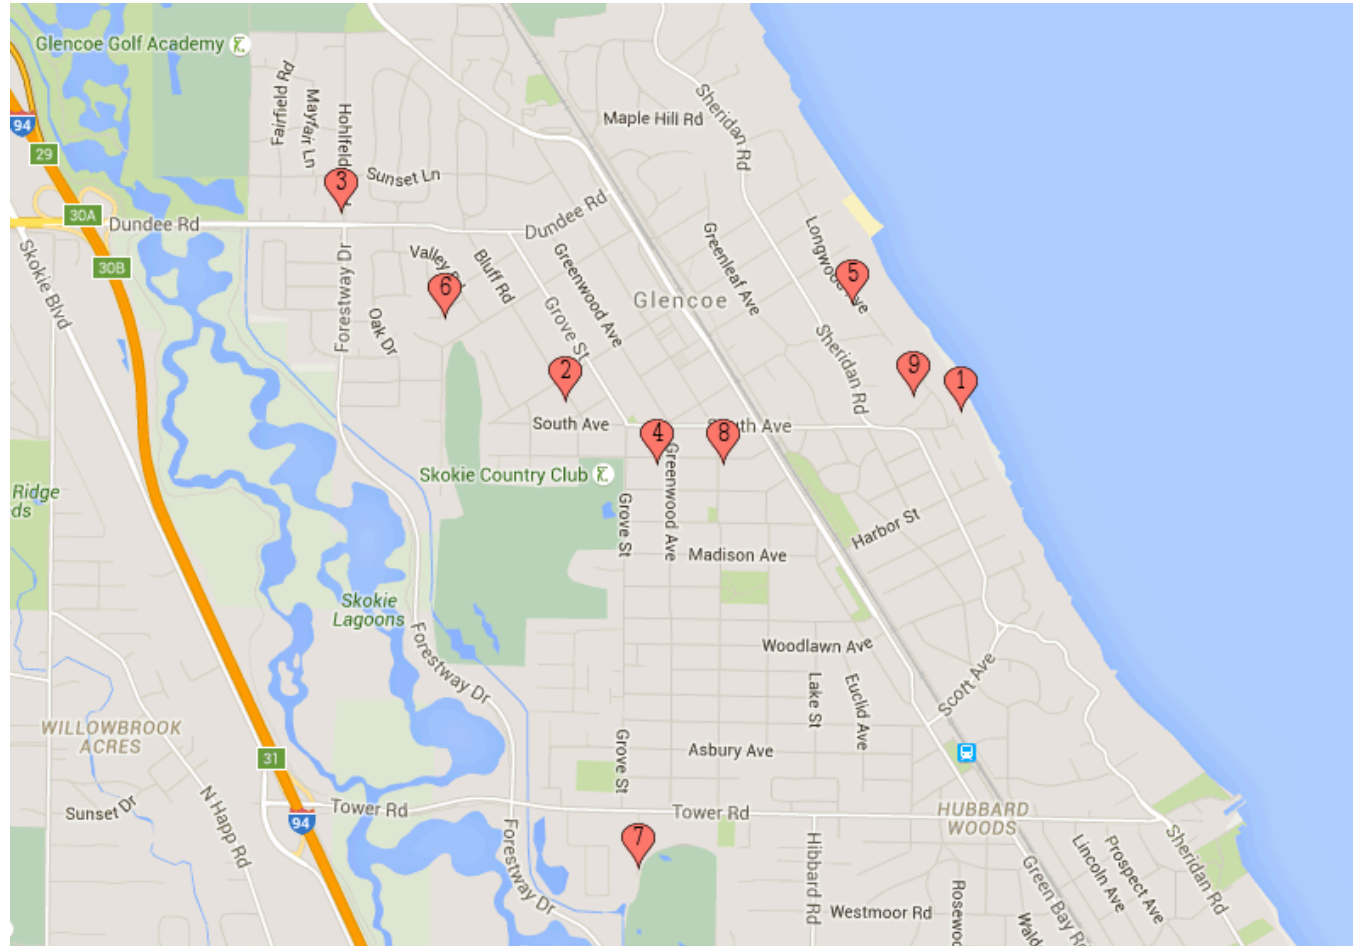 Glencoe Golf Academy
Fairfield Rd
Mayfair Ln
Hohlfeld
Maple Hill Rd
Sheridan Rd
94
29
3
Sunset Ln
30A
Dundee Rd
Dundee Rd
Skokie Blvd
30B
Forestway Dr
Valley Rd
6
Bluff Rd
Greenwood Ave
Greenleaf Ave
Longwood Ave
5
Glencoe
Oak Dr
Grove St
Sheridan Rd
2
9
1
South Ave
South Ave
4
8
Skokie Country Club
Ridge
ds
Grove St
Greenwood Ave
Harbor St
Madison Ave
Skokie
Lagoons
Forestway Dr
Woodlawn Ave
Scott Ave
Lake St
Euclid Ave
WILLOWBROOK
ACRES
31
Grove St
Asbury Ave
Sunset Dr
N Happ Rd
94
Tower Rd
Tower Rd
HUBBARD
WOODS
7
Forestway Dr
Hibbard Rd
Green Bay Rd
Lincoln Ave
Prospect Ave
Sheridan Rd
Westmoor Rd
Rosewoo
Wald